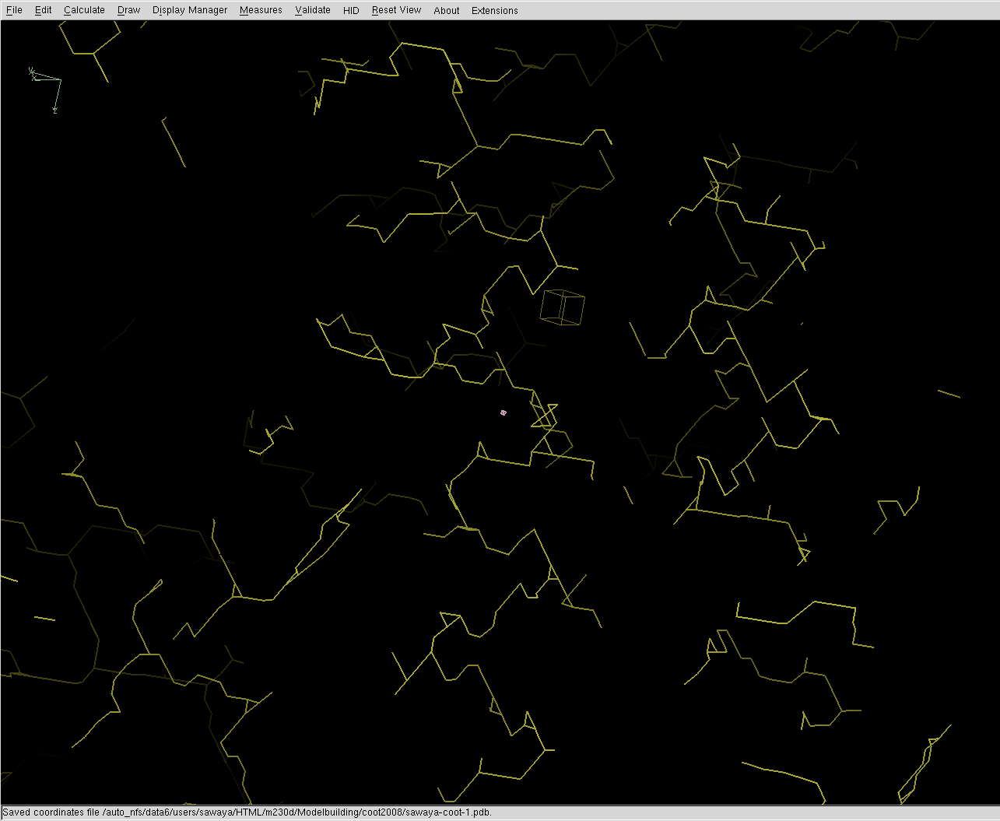 File Edit Calculate Draw Display Manager Measures Validate HID Reset View About Extensions
Saved coordinates file /auto_nfs/data6/users/sawaya/HTML/m230d/Modelbuilding/coot2008/sawaya-coot-1.pdb.